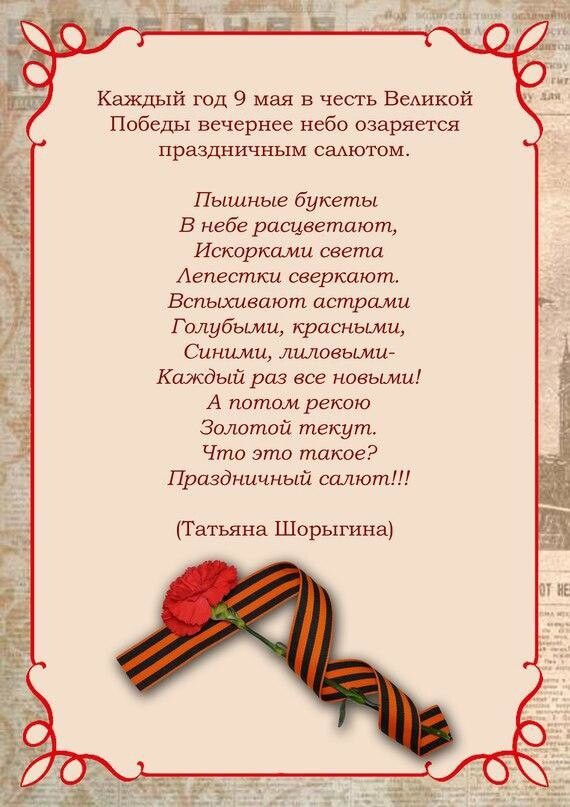 Каждый год 9 мая в честь Великой
Победы вечернее небо озаряется
праздничным салютом.
Пышные букеты
В небе расцветают,
Искорками света
Лепестки сверкают.
Вспыхивают астрами
Голубыми, красными,
Синими, лиловыми-
Каждый раз все новыми!
А потом рекою
Золотой текут.
Что это такое?
Праздничный салют!!!
(Татьяна Шорыгина)